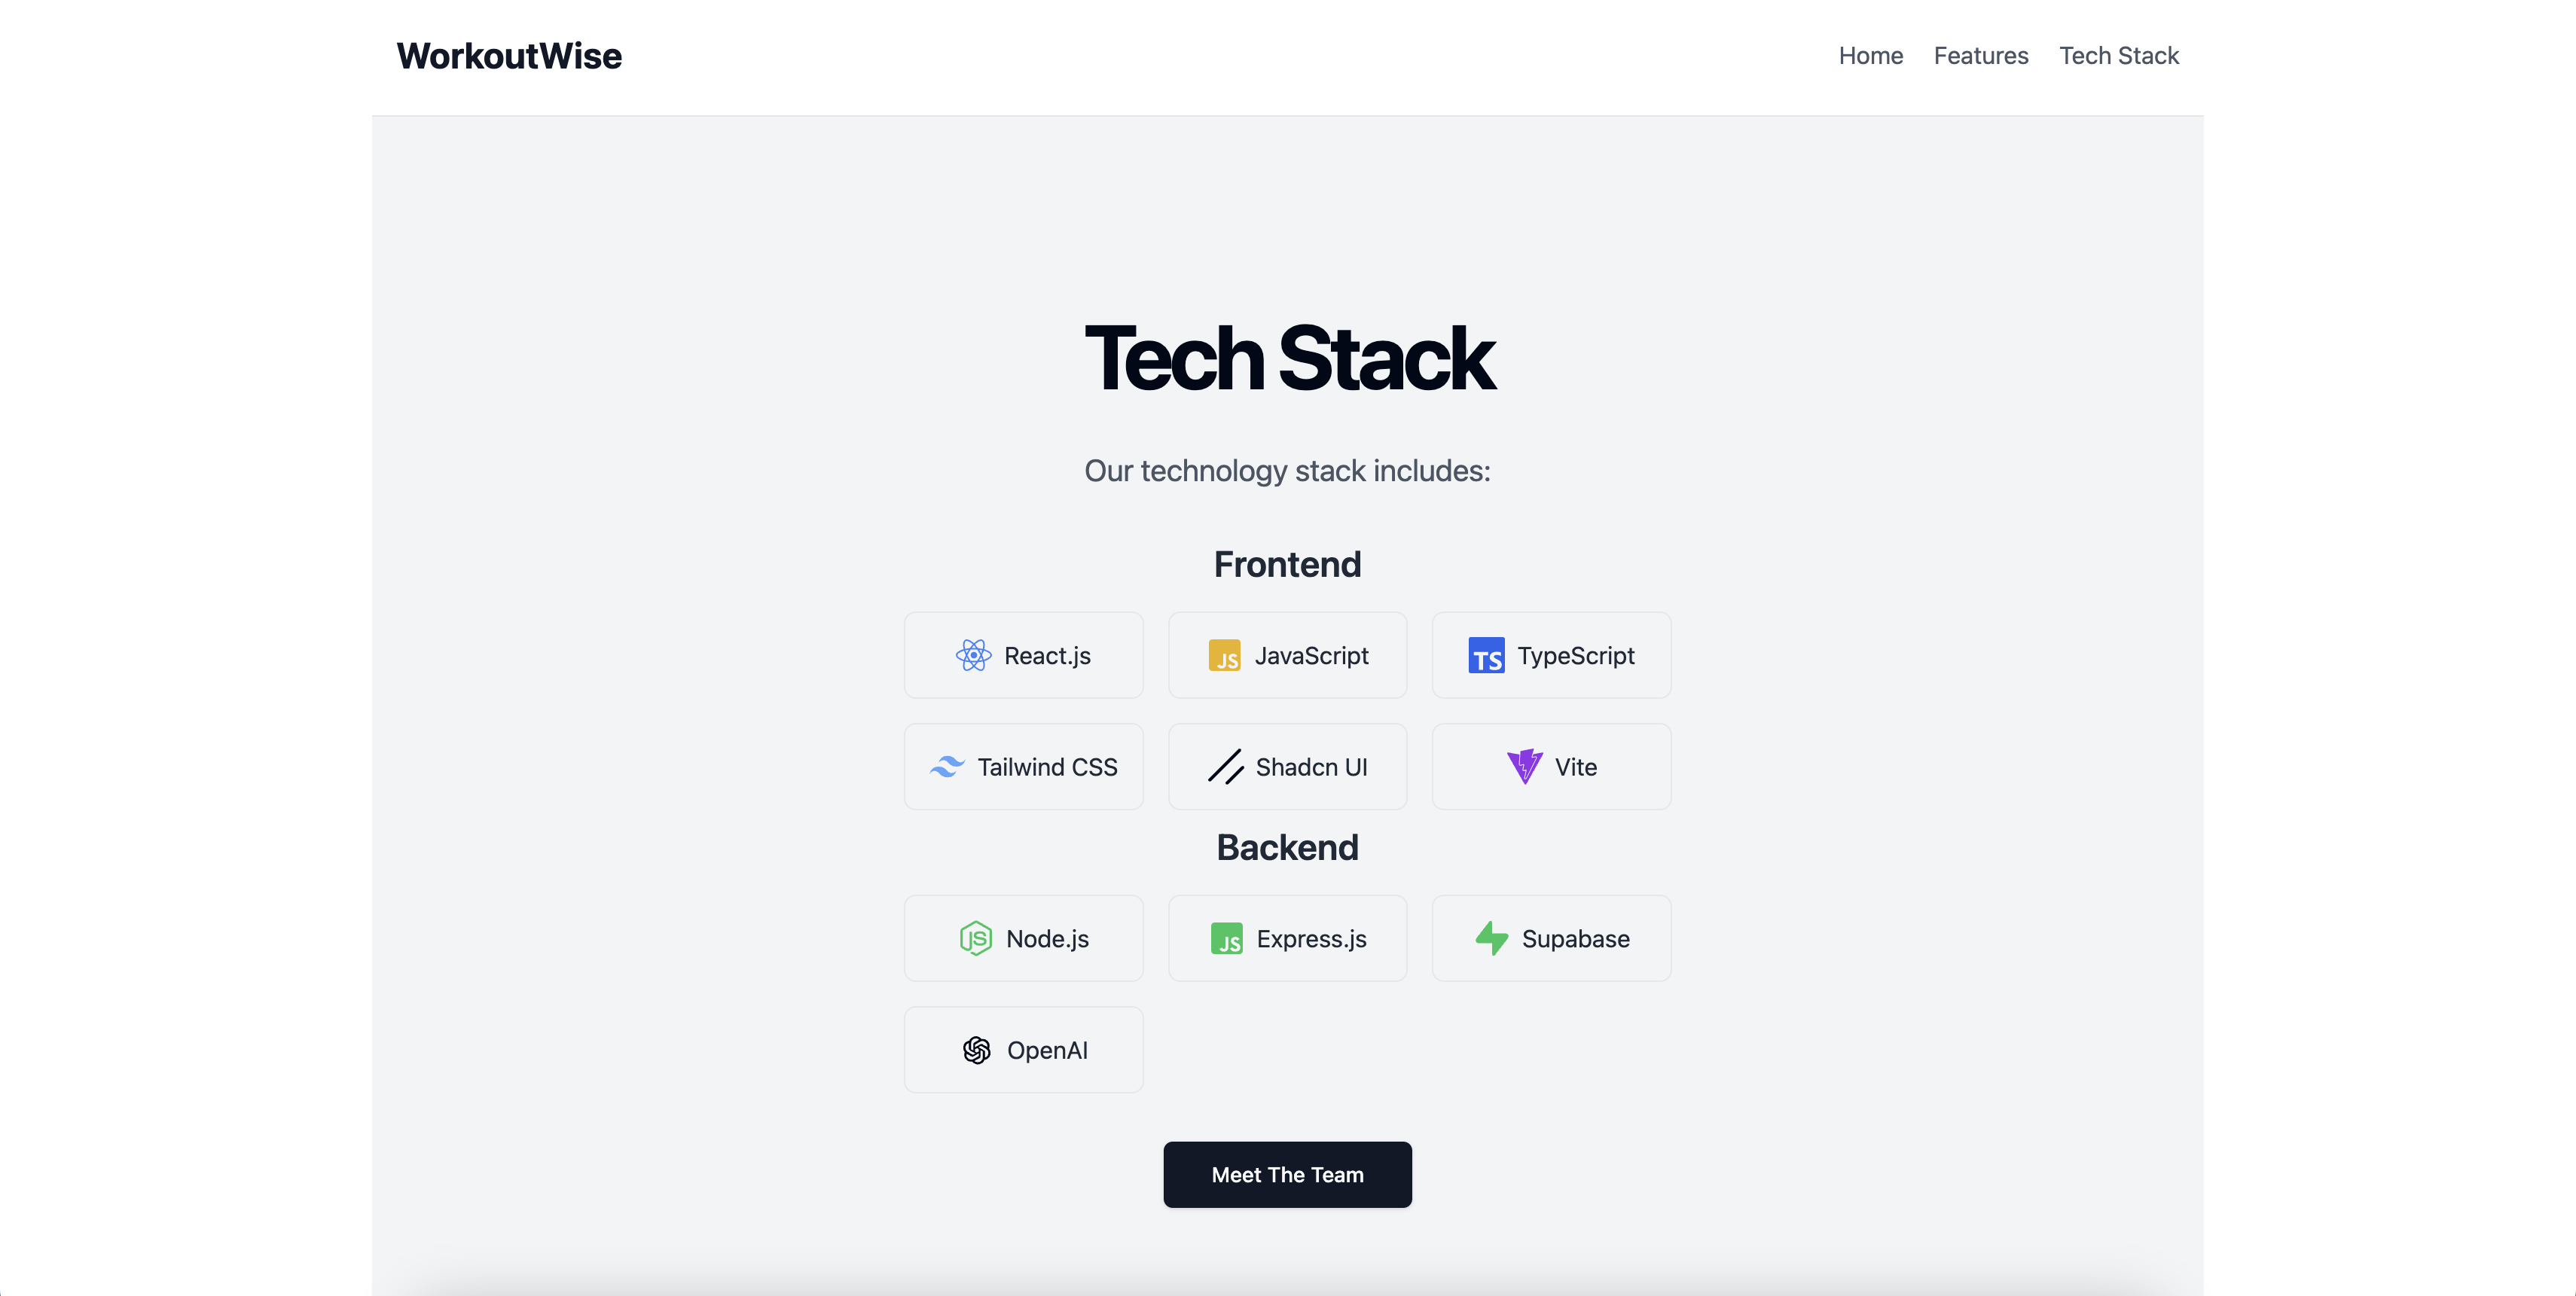 WorkoutWise
Home Features Tech Stack
Tech Stack
Our technology stack includes:
Frontend
React.js
JS JavaScript
TS TypeScript
Tailwind CSS
Shadcn UI
Vite
Backend
JS Node.js
JS Express.js
Supabase
OpenAI
Meet The Team